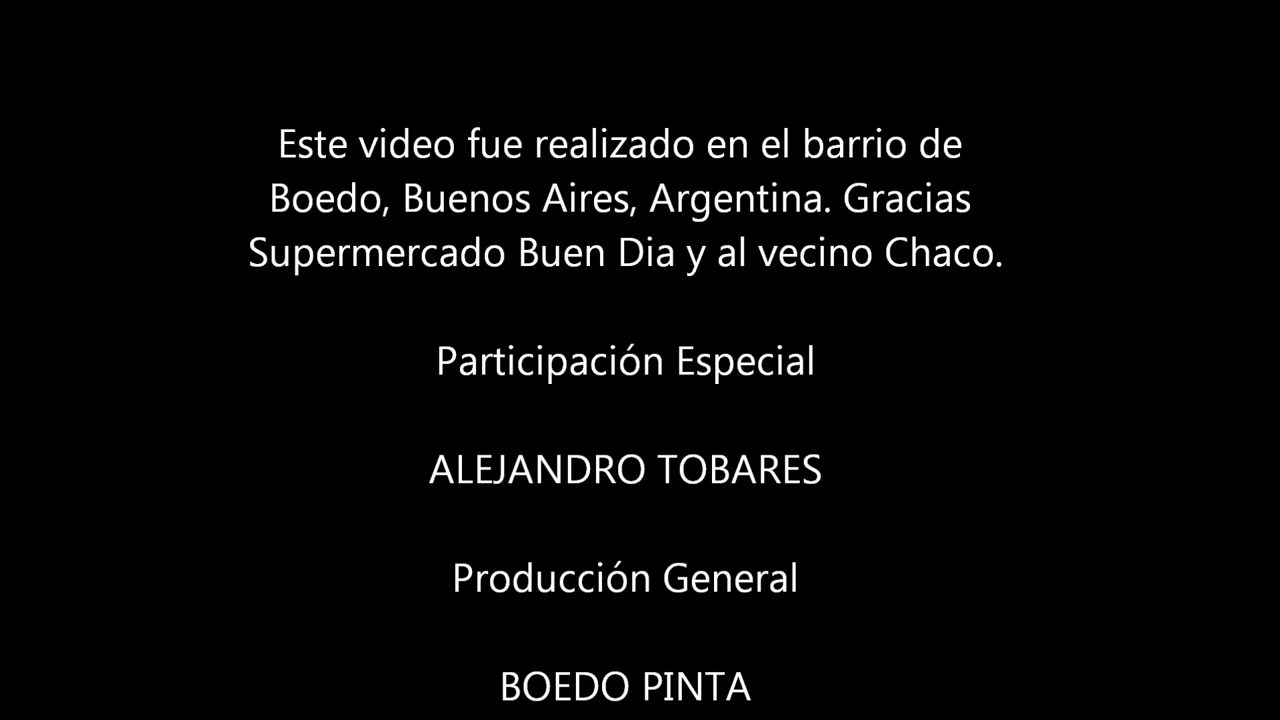 Este video fue realizado en el barrio de
Boedo, Buenos Aires, Argentina. Gracias
Supermercado Buen Dia y al vecino Chaco.
Participación Especial
ALEJANDRO TOBARES
Producción General
BOEDO PINTA